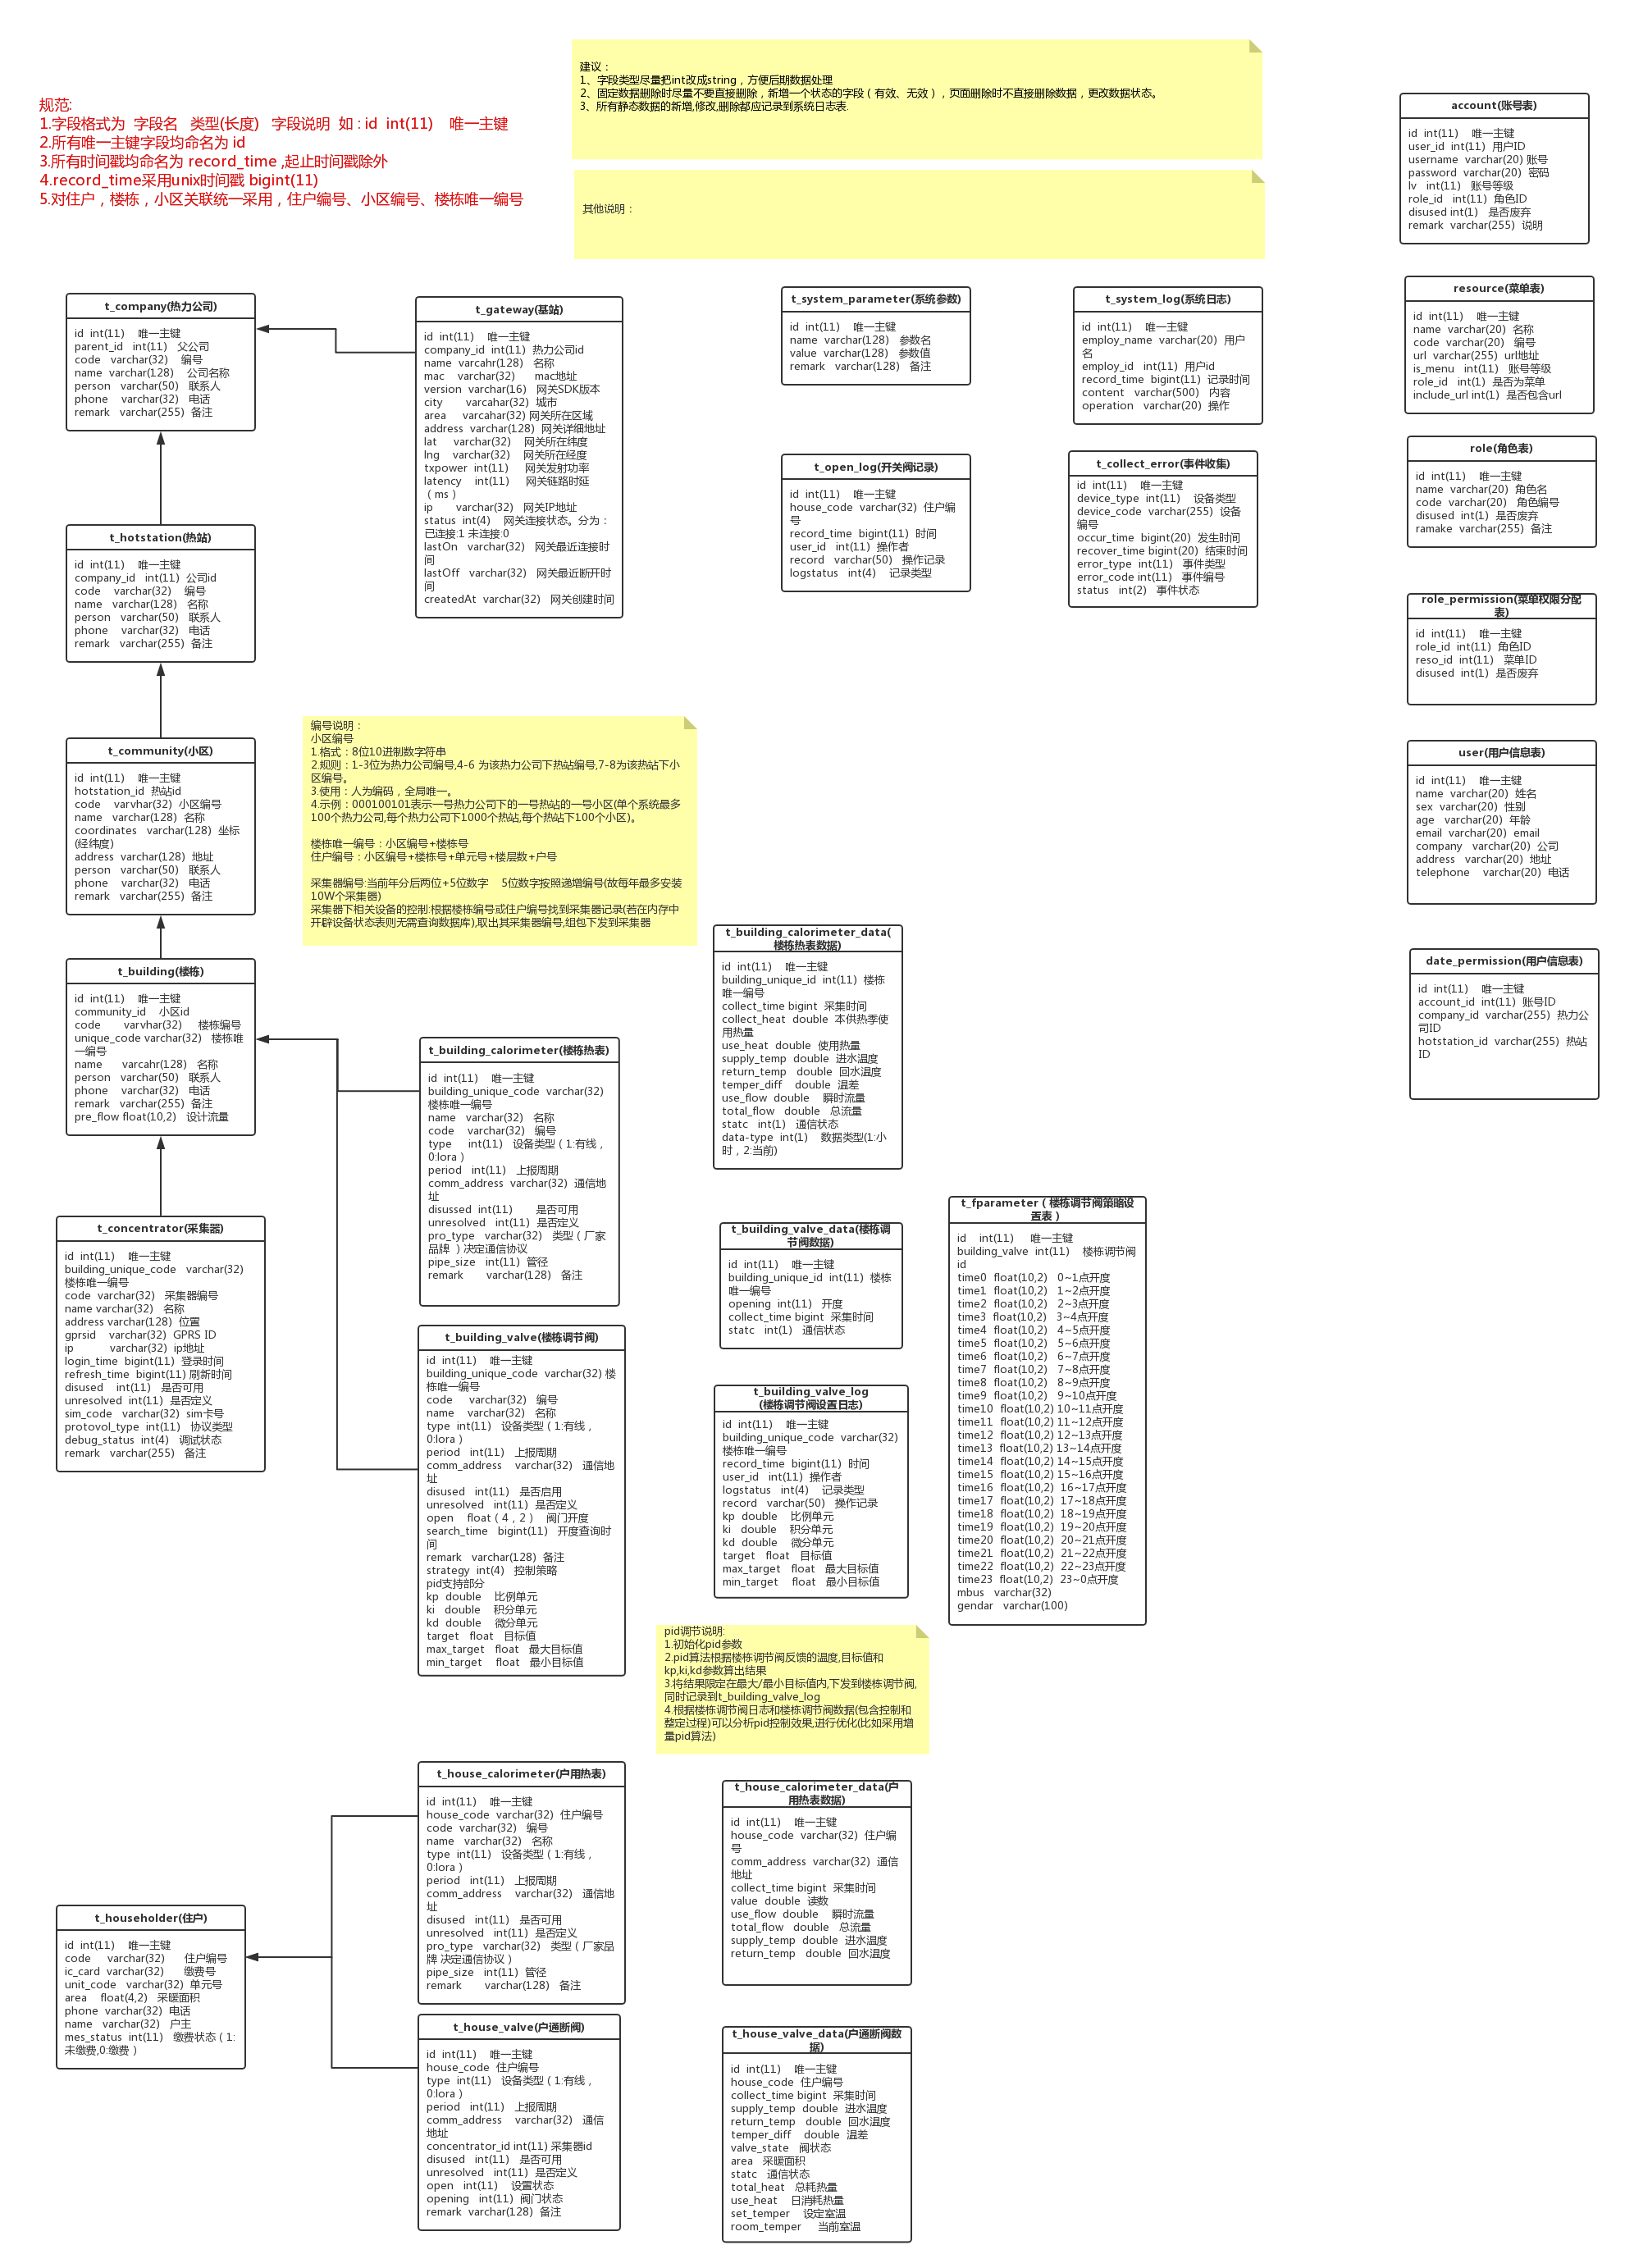 规范:
1.字段格式为 字段名 类型(长度) 字段说明 如 : id int(11) 唯一主键
2.所有唯一主键字段均命名为 id
3.所有时间戳均命名为 record_time ,起止时间戳除外
4.record_time采用unix时间戳 bigint(11)
5.对住户，楼栋，小区关联统一采用，住户编号、小区编号、楼栋唯一编号
建议：
1、字段类型尽量把int改成string，方便后期数据处理
2、固定数据删除时尽量不要直接删除，新增一个状态的字段（有效、无效），页面删除时不直接删除数据，更改数据状态。
3、所有静态数据的新增,修改,删除都应记录到系统日志表.
其他说明：
account(账号表)
id int(11) 唯一主键
user_id int(11) 用户ID
username varchar(20) 账号
password varchar(20) 密码
lv int(11) 账号等级
role_id int(11) 角色ID
disused int(1) 是否废弃
remark varchar(255) 说明
t_company(热力公司)
id int(11) 唯一主键
parent_id int(11) 父公司
code varchar(32) 编号
name varchar(128) 公司名称
person varchar(50) 联系人
phone varchar(32) 电话
remark varchar(255) 备注
t_gateway(基站)
id int(11) 唯一主键
company_id int(11) 热力公司id
name varcahr(128) 名称
mac varchar(32) mac地址
version varchar(16) 网关SDK版本
city varcahar(32) 城市
area varcahar(32) 网关所在区域
address varchar(128) 网关详细地址
lat varchar(32) 网关所在纬度
lng varchar(32) 网关所在经度
txpower int(11) 网关发射功率
latency int(11) 网关链路时延
（ms）
ip varchar(32) 网关IP地址
status int(4) 网关连接状态。分为：
已连接:1 未连接:0
lastOn varchar(32) 网关最近连接时
间
lastOff varchar(32) 网关最近断开时
间
createdAt varchar(32) 网关创建时间
t_system_parameter(系统参数)
id int(11) 唯一主键
name varchar(128) 参数名
value varchar(128) 参数值
remark varchar(128) 备注
t_system_log(系统日志)
id int(11) 唯一主键
employ_name varchar(20) 用户
名
employ_id int(11) 用户id
record_time bigint(11) 记录时间
content varchar(500) 内容
operation varchar(20) 操作
resource(菜单表)
id int(11) 唯一主键
name varchar(20) 名称
code varchar(20) 编号
url varchar(255) url地址
is_menu int(11) 账号等级
role_id int(1) 是否为菜单
include_url int(1) 是否包含url
t_open_log(开关阀记录)
id int(11) 唯一主键
house_code varchar(32) 住户编
号
record_time bigint(11) 时间
user_id int(11) 操作者
record varchar(50) 操作记录
logstatus int(4) 记录类型
t_collect_error(事件收集)
id int(11) 唯一主键
device_type int(11) 设备类型
device_code varchar(255) 设备
编号
occur_time bigint(20) 发生时间
recover_time bigint(20) 结束时间
error_type int(11) 事件类型
error_code int(11) 事件编号
status int(2) 事件状态
role(角色表)
id int(11) 唯一主键
name varchar(20) 角色名
code varchar(20) 角色编号
disused int(1) 是否废弃
ramake varchar(255) 备注
t_hotstation(热站)
id int(11) 唯一主键
company_id int(11) 公司id
code varchar(32) 编号
name varchar(128) 名称
person varchar(50) 联系人
phone varchar(32) 电话
remark varchar(255) 备注
role_permission(菜单权限分配
表)
id int(11) 唯一主键
role_id int(11) 角色ID
reso_id int(11) 菜单ID
disused int(1) 是否废弃
t_community(小区)
id int(11) 唯一主键
hotstation_id 热站id
code varvhar(32) 小区编号
name varchar(128) 名称
coordinates varchar(128) 坐标
(经纬度)
address varchar(128) 地址
person varchar(50) 联系人
phone varchar(32) 电话
remark varchar(255) 备注
编号说明：
小区编号
1.格式：8位10进制数字符串
2.规则：1-3位为热力公司编号,4-6 为该热力公司下热站编号,7-8为该热站下小
区编号。
3.使用：人为编码，全局唯一。
4.示例：000100101表示一号热力公司下的一号热站的一号小区(单个系统最多
100个热力公司,每个热力公司下1000个热站,每个热站下100个小区)。
楼栋唯一编号：小区编号+楼栋号
住户编号：小区编号+楼栋号+单元号+楼层数+户号
采集器编号:当前年分后两位+5位数字 5位数字按照递增编号(故每年最多安装
10W个采集器)
采集器下相关设备的控制:根据楼栋编号或住户编号找到采集器记录(若在内存中
开辟设备状态表则无需查询数据库),取出其采集器编号,组包下发到采集器
user(用户信息表)
id int(11) 唯一主键
name varchar(20) 姓名
sex varchar(20) 性别
age varchar(20) 年龄
email varchar(20) email
company varchar(20) 公司
address varchar(20) 地址
telephone varchar(20) 电话
date_permission(用户信息表)
id int(11) 唯一主键
account_id int(11) 账号ID
company_id varchar(255) 热力公
司ID
hotstation_id varchar(255) 热站
ID
t_building(楼栋)
id int(11) 唯一主键
community_id 小区id
code varvhar(32) 楼栋编号
unique_code varchar(32) 楼栋唯
一编号
name varcahr(128) 名称
person varchar(50) 联系人
phone varchar(32) 电话
remark varchar(255) 备注
pre_flow float(10,2) 设计流量
t_building_calorimeter(楼栋热表)
id int(11) 唯一主键
building_unique_code varchar(32)
楼栋唯一编号
name varchar(32) 名称
code varchar(32) 编号
type int(11) 设备类型（1:有线，
0:lora）
period int(11) 上报周期
comm_address varchar(32) 通信地
址
disussed int(11) 是否可用
unresolved int(11) 是否定义
pro_type varchar(32) 类型（厂家
品牌 ）决定通信协议
pipe_size int(11) 管径
remark varchar(128) 备注
t_building_calorimeter_data(
楼栋热表数据)
id int(11) 唯一主键
building_unique_id int(11) 楼栋
唯一编号
collect_time bigint 采集时间
collect_heat double 本供热季使
用热量
use_heat double 使用热量
supply_temp double 进水温度
return_temp double 回水温度
temper_diff double 温差
use_flow double 瞬时流量
total_flow double 总流量
statc int(1) 通信状态
data-type int(1) 数据类型(1:小
时，2:当前)
t_concentrator(采集器)
id int(11) 唯一主键
building_unique_code varchar(32)
楼栋唯一编号
code varchar(32) 采集器编号
name varchar(32) 名称
address varchar(128) 位置
gprsid varchar(32) GPRS ID
ip varchar(32) ip地址
login_time bigint(11) 登录时间
refresh_time bigint(11) 刷新时间
disused int(11) 是否可用
unresolved int(11) 是否定义
sim_code varchar(32) sim卡号
protovol_type int(11) 协议类型
debug_status int(4) 调试状态
remark varchar(255) 备注
t_building_valve(楼栋调节阀)
id int(11) 唯一主键
building_unique_code varchar(32) 楼
栋唯一编号
code varchar(32) 编号
name varchar(32) 名称
type int(11) 设备类型（1:有线，
0:lora）
period int(11) 上报周期
comm_address varchar(32) 通信地
址
disused int(11) 是否启用
unresolved int(11) 是否定义
open float（4，2） 阀门开度
search_time bigint(11) 开度查询时
间
remark varchar(128) 备注
strategy int(4) 控制策略
pid支持部分
kp double 比例单元
ki double 积分单元
kd double 微分单元
target float 目标值
max_target float 最大目标值
min_target float 最小目标值
t_building_valve_data(楼栋调
节阀数据)
id int(11) 唯一主键
building_unique_id int(11) 楼栋
唯一编号
opening int(11) 开度
collect_time bigint 采集时间
statc int(1) 通信状态
t_building_valve_log
(楼栋调节阀设置日志)
id int(11) 唯一主键
building_unique_code varchar(32)
楼栋唯一编号
record_time bigint(11) 时间
user_id int(11) 操作者
logstatus int(4) 记录类型
record varchar(50) 操作记录
kp double 比例单元
ki double 积分单元
kd double 微分单元
target float 目标值
max_target float 最大目标值
min_target float 最小目标值
t_fparameter（楼栋调节阀策略设
置表）
id int(11) 唯一主键
building_valve int(11) 楼栋调节阀
id
time0 float(10,2) 0~1点开度
time1 float(10,2) 1~2点开度
time2 float(10,2) 2~3点开度
time3 float(10,2) 3~4点开度
time4 float(10,2) 4~5点开度
time5 float(10,2) 5~6点开度
time6 float(10,2) 6~7点开度
time7 float(10,2) 7~8点开度
time8 float(10,2) 8~9点开度
time9 float(10,2) 9~10点开度
time10 float(10,2) 10~11点开度
time11 float(10,2) 11~12点开度
time12 float(10,2) 12~13点开度
time13 float(10,2) 13~14点开度
time14 float(10,2) 14~15点开度
time15 float(10,2) 15~16点开度
time16 float(10,2) 16~17点开度
time17 float(10,2) 17~18点开度
time18 float(10,2) 18~19点开度
time19 float(10,2) 19~20点开度
time20 float(10,2) 20~21点开度
time21 float(10,2) 21~22点开度
time22 float(10,2) 22~23点开度
time23 float(10,2) 23~0点开度
mbus varchar(32)
gendar varchar(100)
pid调节说明:
1.初始化pid参数
2.pid算法根据楼栋调节阀反馈的温度,目标值和
kp,ki,kd参数算出结果
3.将结果限定在最大/最小目标值内,下发到楼栋调节阀,
同时记录到t_building_valve_log
4.根据楼栋调节阀日志和楼栋调节阀数据(包含控制和
整定过程)可以分析pid控制效果,进行优化(比如采用增
量pid算法)
t_householder(住户)
id int(11) 唯一主键
code varchar(32) 住户编号
ic_card varchar(32) 缴费号
unit_code varchar(32) 单元号
area float(4,2) 采暖面积
phone varchar(32) 电话
name varchar(32) 户主
mes_status int(11) 缴费状态（1:
未缴费,0:缴费）
t_house_calorimeter(户用热表)
id int(11) 唯一主键
house_code varchar(32) 住户编号
code varchar(32) 编号
name varchar(32) 名称
type int(11) 设备类型（1:有线，
0:lora）
period int(11) 上报周期
comm_address varchar(32) 通信地
址
disused int(11) 是否可用
unresolved int(11) 是否定义
pro_type varchar(32) 类型（厂家品
牌 决定通信协议）
pipe_size int(11) 管径
remark varchar(128) 备注
t_house_calorimeter_data(户
用热表数据)
id int(11) 唯一主键
house_code varchar(32) 住户编
号
comm_address varchar(32) 通信
地址
collect_time bigint 采集时间
value double 读数
use_flow double 瞬时流量
total_flow double 总流量
supply_temp double 进水温度
return_temp double 回水温度
t_house_valve(户通断阀)
id int(11) 唯一主键
house_code 住户编号
type int(11) 设备类型（1:有线，
0:lora）
period int(11) 上报周期
comm_address varchar(32) 通信
地址
concentrator_id int(11) 采集器id
disused int(11) 是否可用
unresolved int(11) 是否定义
open int(11) 设置状态
opening int(11) 阀门状态
remark varchar(128) 备注
t_house_valve_data(户通断阀数
据)
id int(11) 唯一主键
house_code 住户编号
collect_time bigint 采集时间
supply_temp double 进水温度
return_temp double 回水温度
temper_diff double 温差
valve_state 阀状态
area 采暖面积
statc 通信状态
total_heat 总耗热量
use_heat 日消耗热量
set_temper 设定室温
room_temper 当前室温